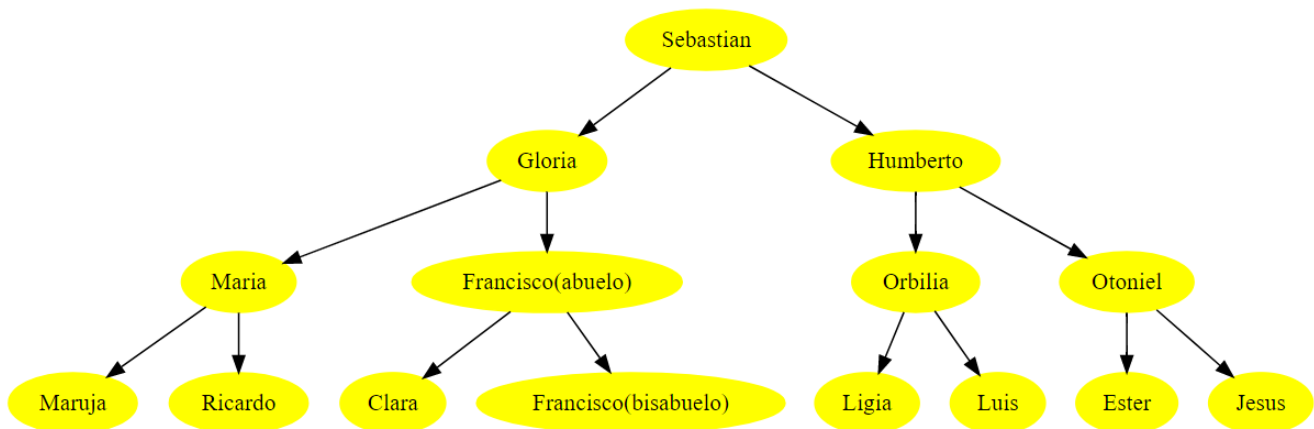 Sebastian
Gloria
Humberto
Maria
Francisco(abuelo)
Orbilia
Otoniel
Maruja
Ricardo
Clara
Francisco(bisabuelo)
Ligia
Luis
Ester
Jesus